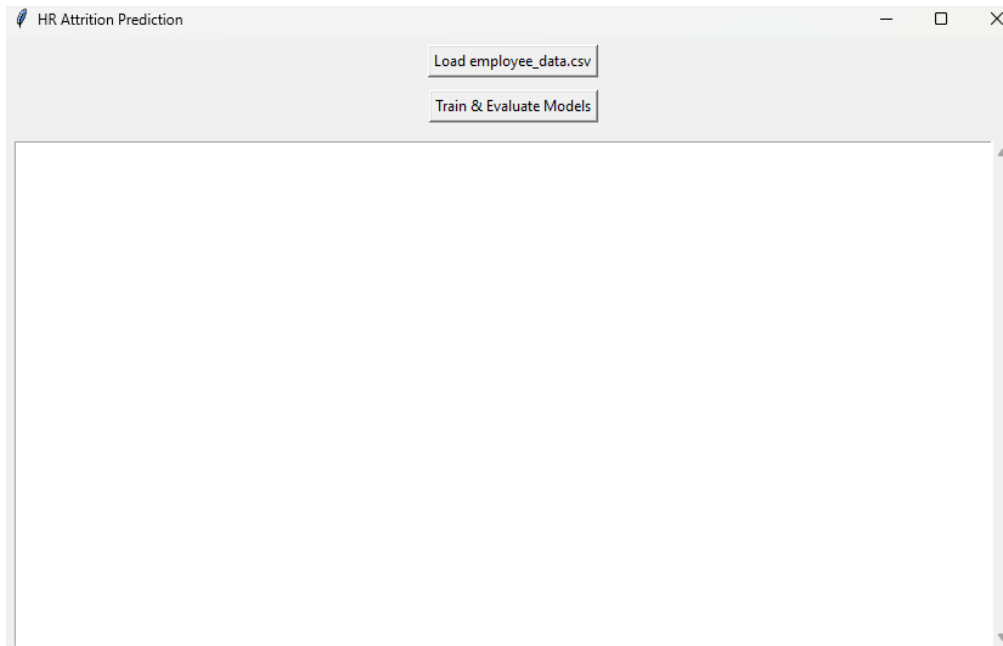 HR Attrition Prediction
Load employee_data.csv
Train & Evaluate Models